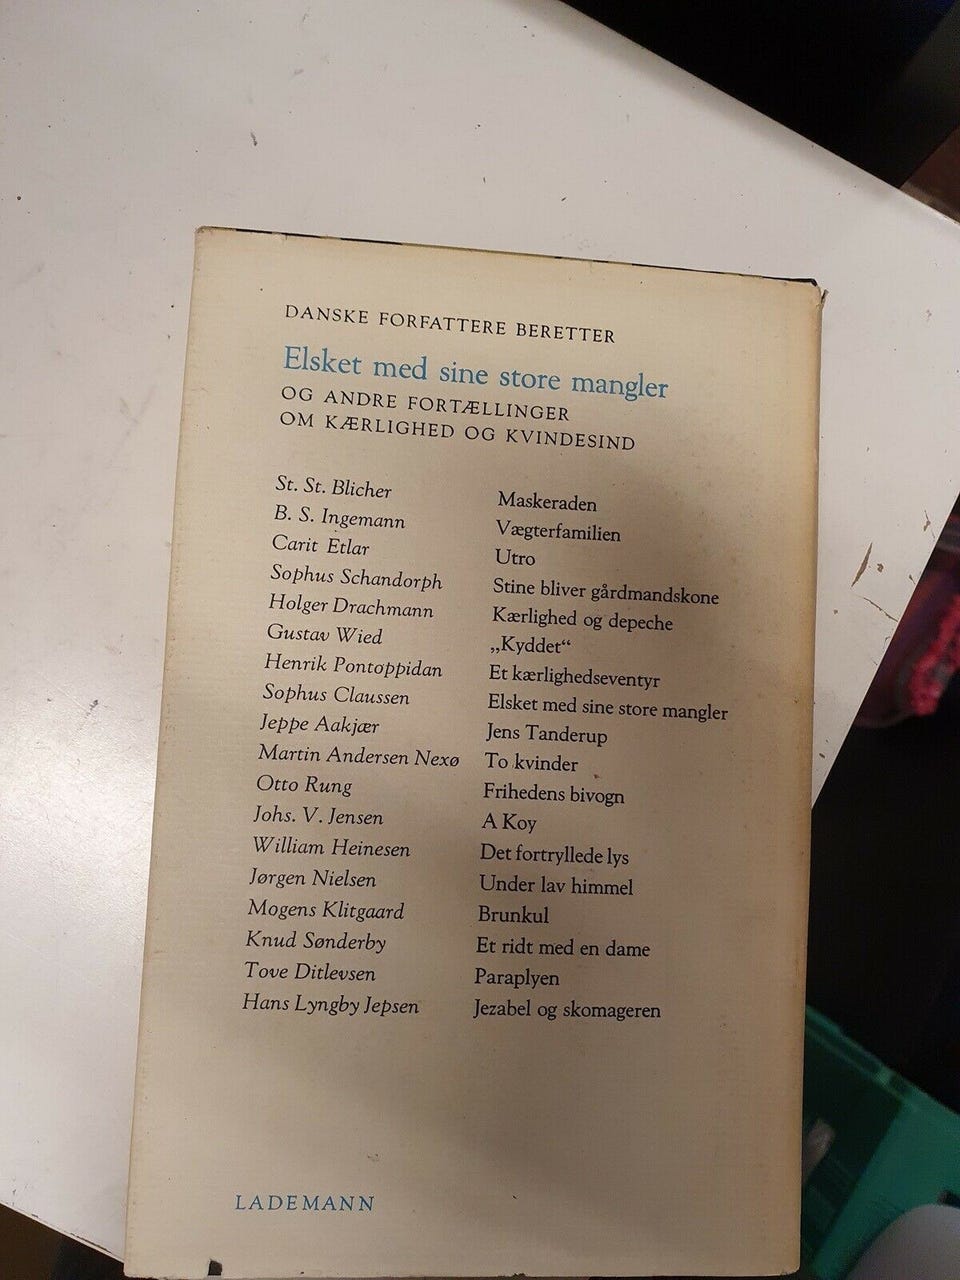 DANSKE FORFATTERE BERETTER
Elsket med sine store mangler
OG ANDRE FORTÆLLINGER
OM KÆRLIGHED OG KVINDESIND
St. St. Blicher Maskeraden
B. S. Ingemann Vægterfamilien
Carit Etlar Utro
Sophus Schandorph Stine bliver gårdmandskone
Holger Drachmann Kærlighed og depeche
Gustav Wied „Kyddet“
Henrik Pontoppidan Et kærlighedseventyr
Sophus Claussen Elsket med sine store mangler
Jeppe Aakjær Jens Tanderup
Martin Andersen Nexø To kvinder
Otto Rung Frihedens bivogn
Johs. V. Jensen A Koy
William Heinesen Det fortryllede lys
Jørgen Nielsen Under lav himmel
Mogens Klitgaard Brunkul
Knud Sønderby Et ridt med en dame
Tove Ditlevsen Paraplyen
Hans Lyngby Jepsen Jezabel og skomageren
LADEMANN